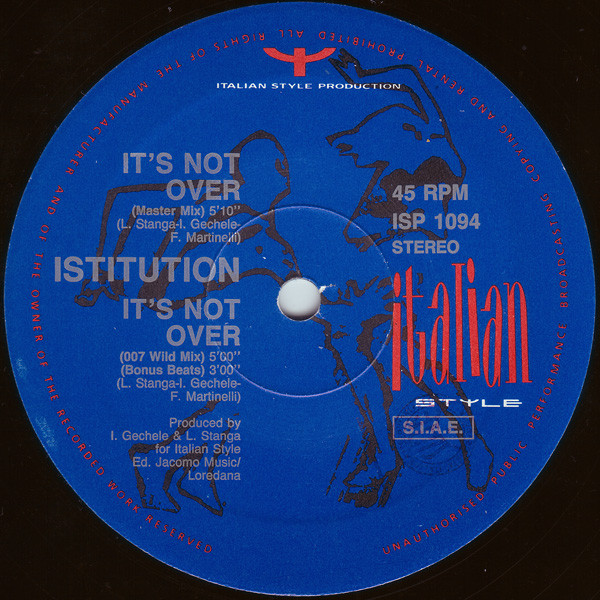 ALL RIGHTS OF THE MANUFACTURER AND OF THE OWNER OF THE RECORDED WORK RESERVED
UNAUTHORISED PUBLIC PERFORMANCE BROADCASTING COPYING AND RENTAL PROHIBITED
ITALIAN STYLE PRODUCTION
IT'S NOT
OVER
(Master Mix) 5'10''
(L. Stanga-I. Gechele-
F. Martinelli)
ISTITUTION
IT'S NOT
OVER
(007 Wild Mix) 5'00''
(Bonus Beats) 3'00''
(L. Stanga-I. Gechele-
F. Martinelli)
Produced by
I. Gechele & L. Stanga
for Italian Style
Ed. Jacomo Music/
Loredana
45 RPM
ISP 1094
STEREO
italian
STYLE
S.I.A.E.